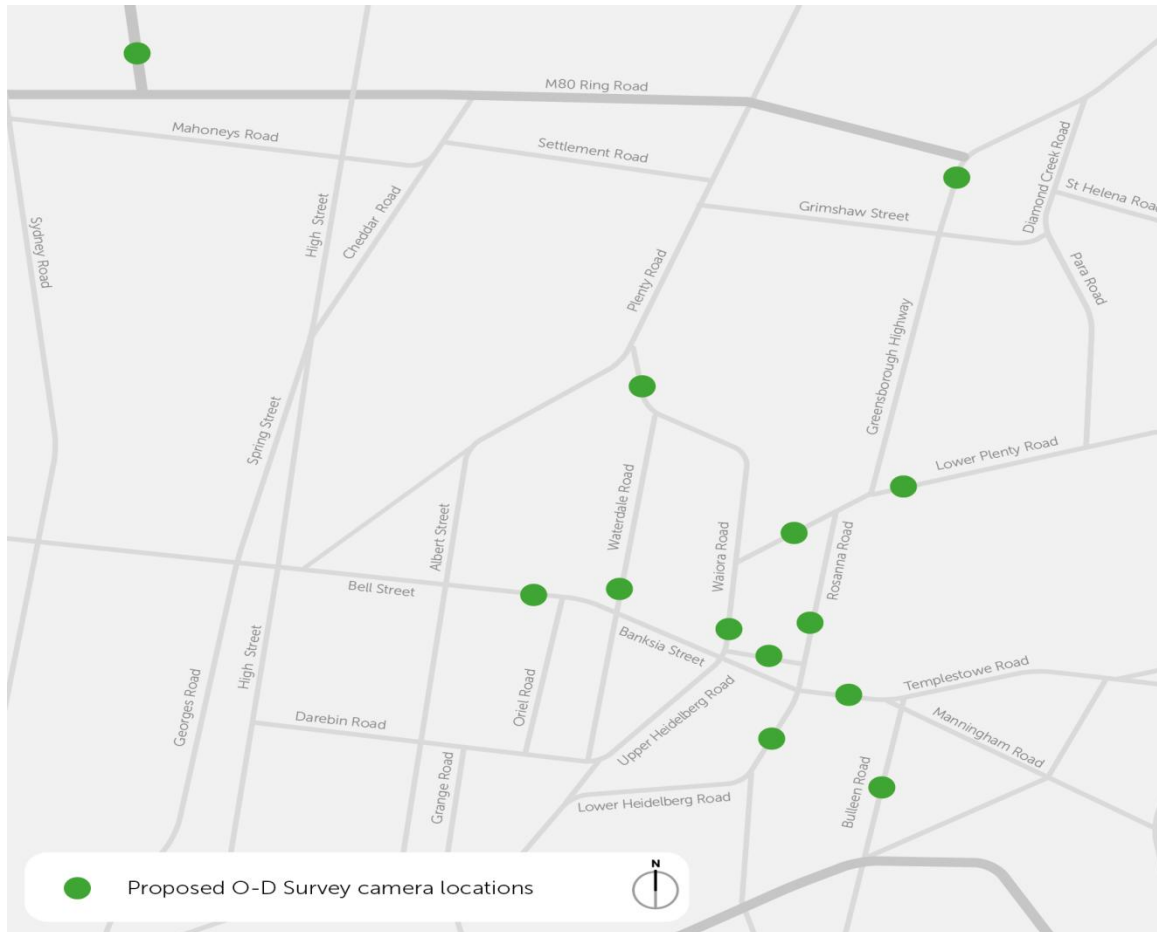 M80 Ring Road
Mahoneys Road
Settlement Road
Diamond Creek Road
St Helena Road
Grimshaw Street
High Street
Cheddar Road
Sydney Road
Plenty Road
Para Road
Greensborough Highway
Spring Street
Lower Plenty Road
Waterdale Road
Albert Street
Waiora Road
Rosanna Road
Bell Street
Banksia Street
High Street
Georges Road
Oriel Road
Templestowe Road
Darebin Road
Upper Heidelberg Road
Manningham Road
Grange Road
Lower Heidelberg Road
Bulleen Road
N
Proposed O-D Survey camera locations